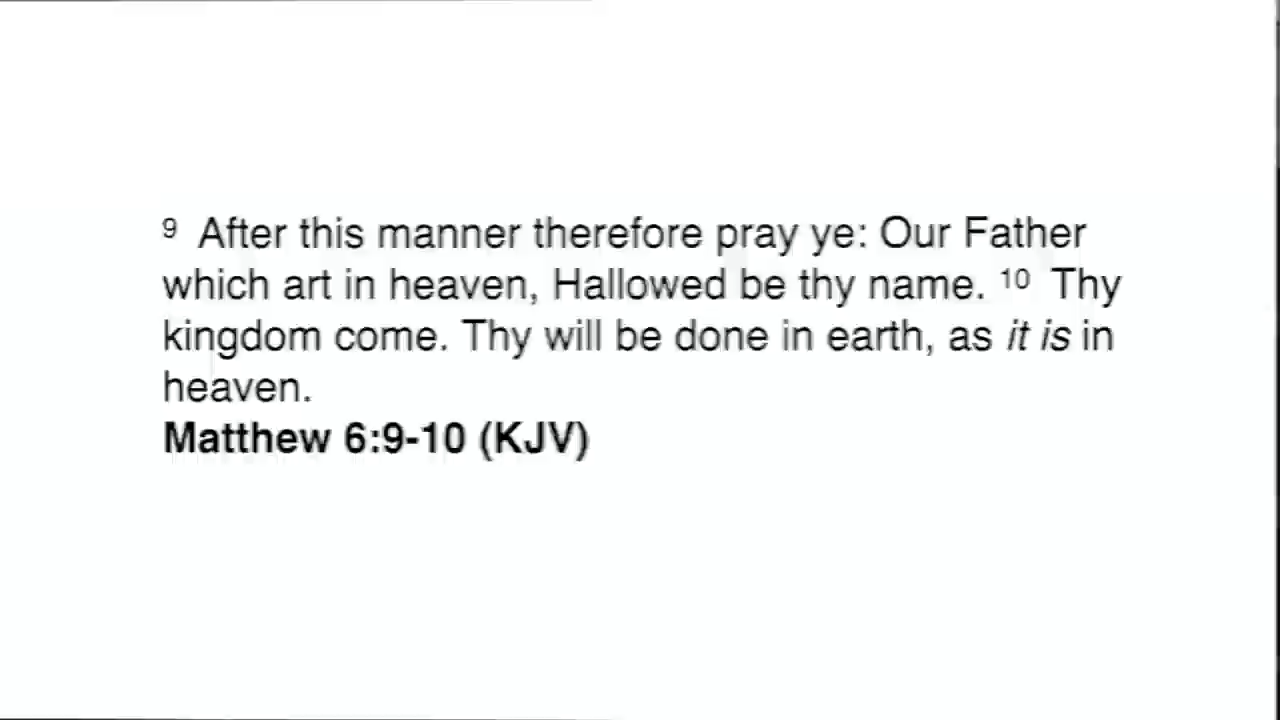 9 After this manner therefore pray ye: Our Father
which art in heaven, Hallowed be thy name. 10 Thy
kingdom come. Thy will be done in earth, as it is in
heaven.
Matthew 6:9-10 (KJV)